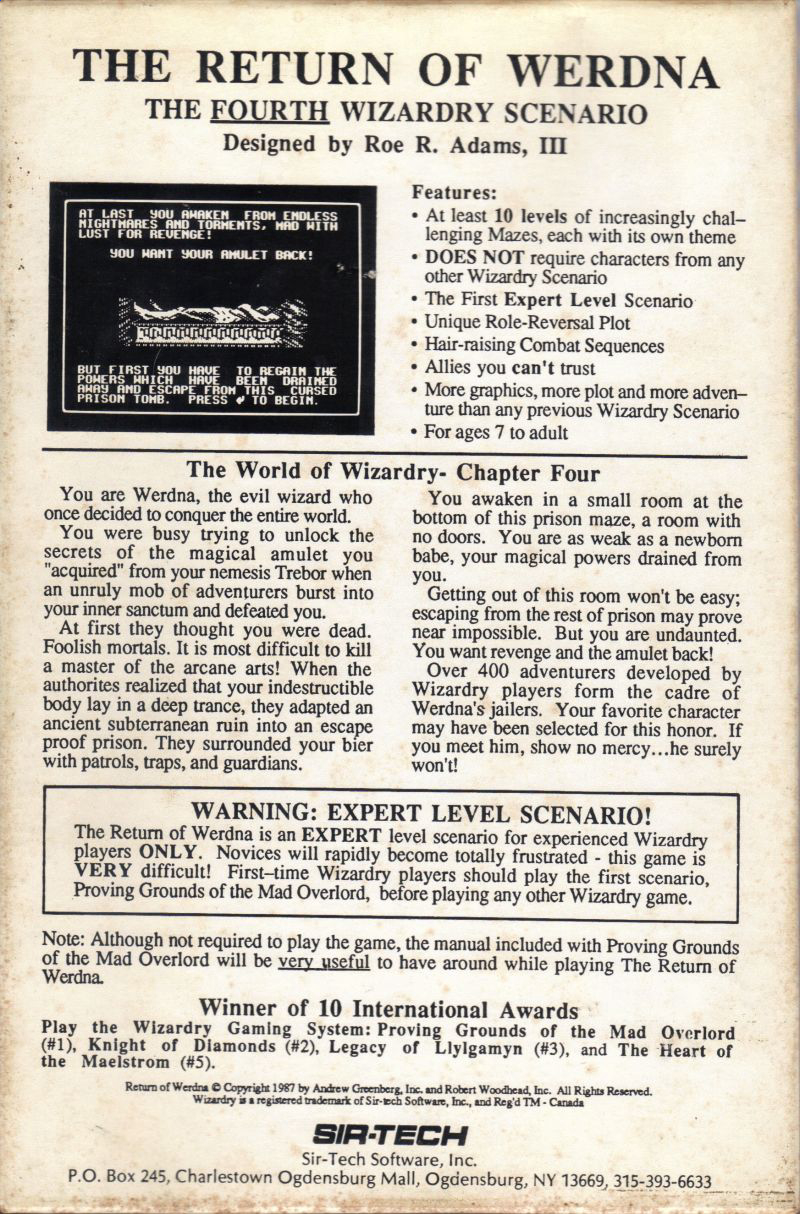 THE RETURN OF WERDNA
THE FOURTH WIZARDRY SCENARIO
Designed by Roe R. Adams, III
AT LAST YOU AWAKEN FROM ENDLESS
NIGHTMARES AND TORMENTS, MAD WITH
LUST FOR REVENGE!
YOU WANT YOUR AMULET BACK!
BUT FIRST YOU HAVE TO REGAIN THE
POWERS WHICH HAVE BEEN DRAINED
AWAY AND ESCAPE FROM THIS CURSED
PRISON TOMB. PRESS ↵ TO BEGIN.
Features:
• At least 10 levels of increasingly chal-
lenging Mazes, each with its own theme
• DOES NOT require characters from any
other Wizardry Scenario
• The First Expert Level Scenario
• Unique Role-Reversal Plot
• Hair-raising Combat Sequences
• Allies you can't trust
• More graphics, more plot and more adven-
ture than any previous Wizardry Scenario
• For ages 7 to adult
The World of Wizardry- Chapter Four
You are Werdna, the evil wizard who
once decided to conquer the entire world.
You were busy trying to unlock the
secrets of the magical amulet you
"acquired" from your nemesis Trebor when
an unruly mob of adventurers burst into
your inner sanctum and defeated you.
At first they thought you were dead.
Foolish mortals. It is most difficult to kill
a master of the arcane arts! When the
authorites realized that your indestructible
body lay in a deep trance, they adapted an
ancient subterranean ruin into an escape
proof prison. They surrounded your bier
with patrols, traps, and guardians.
You awaken in a small room at the
bottom of this prison maze, a room with
no doors. You are as weak as a newborn
babe, your magical powers drained from
you.
Getting out of this room won't be easy;
escaping from the rest of prison may prove
near impossible. But you are undaunted.
You want revenge and the amulet back!
Over 400 adventurers developed by
Wizardry players form the cadre of
Werdna's jailers. Your favorite character
may have been selected for this honor. If
you meet him, show no mercy...he surely
won't!
WARNING: EXPERT LEVEL SCENARIO!
The Return of Werdna is an EXPERT level scenario for experienced Wizardry
players ONLY. Novices will rapidly become totally frustrated - this game is
VERY difficult! First-time Wizardry players should play the first scenario,
Proving Grounds of the Mad Overlord, before playing any other Wizardry game.
Note: Although not required to play the game, the manual included with Proving Grounds
of the Mad Overlord will be very useful to have around while playing The Return of
Werdna.
Winner of 10 International Awards
Play the Wizardry Gaming System: Proving Grounds of the Mad Overlord
(#1), Knight of Diamonds (#2), Legacy of Llylgamyn (#3), and The Heart of
the Maelstrom (#5).
Return of Werdna © Copyright 1987 by Andrew Greenberg, Inc. and Robert Woodhead, Inc. All Rights Reserved.
Wizardry is a registered trademark of Sir-tech Software, Inc., and Reg'd TM - Canada
SIR-TECH
Sir-Tech Software, Inc.
P.O. Box 245, Charlestown Ogdensburg Mall, Ogdensburg, NY 13669, 315-393-6633